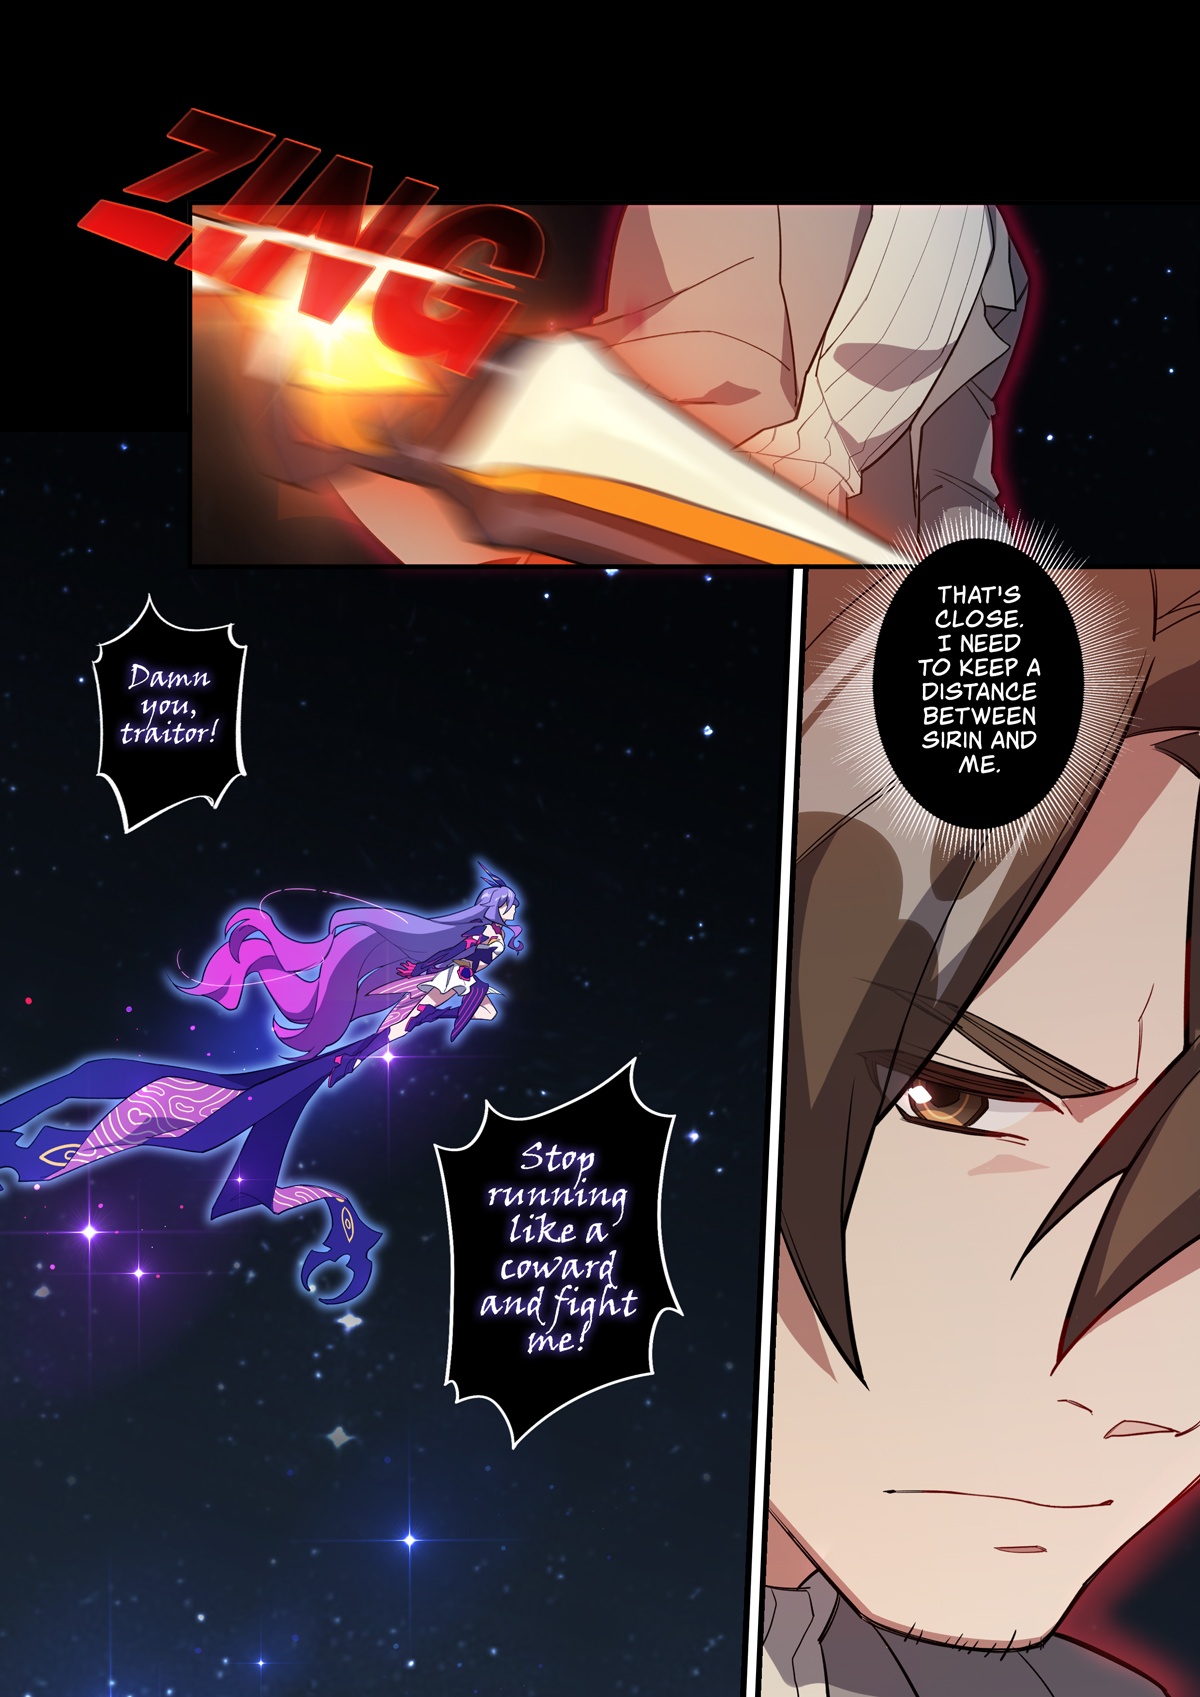 ZING
THAT'S
CLOSE.
I NEED
TO KEEP A
DISTANCE
BETWEEN
SIRIN AND
ME.
Damn
you,
traitor!
Stop
running
like a
coward
and fight
me!